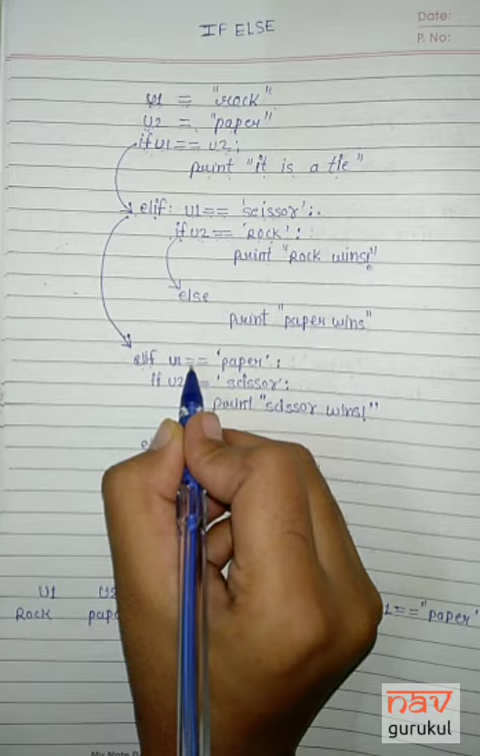 Date:
P. No:
IF ELSE
U1 = "rock"
U2 = "paper"
if U1 == U2;
print "it is a tie"
elif: U1 == 'scissor':.
if U2 == 'ROCK':
print "Rock wins!"
else
print "paper wins"
elif U1 == 'paper':
if U2 = 'scissor':
print "scissor wins!"
U1 U2
Rock
== "paper"
nav
gurukul